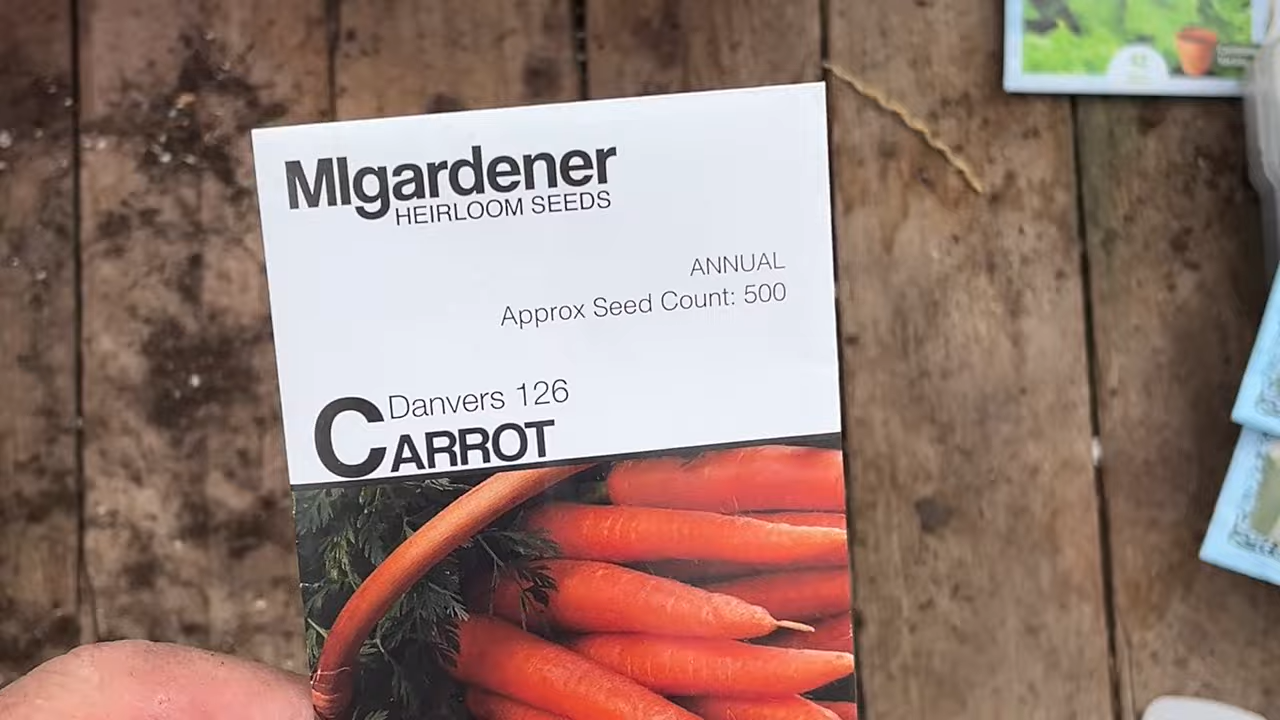 MIgardener
HEIRLOOM SEEDS
ANNUAL
Approx Seed Count: 500
Danvers 126
CARROT